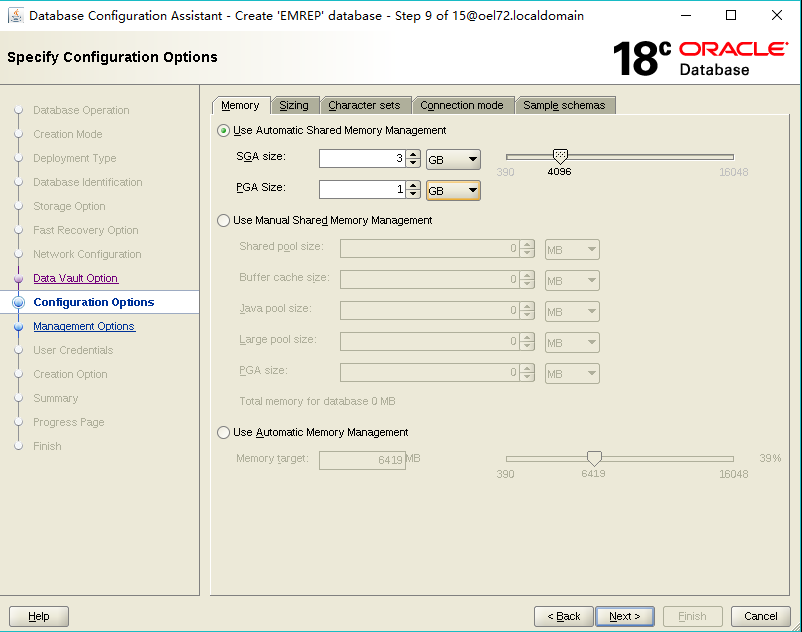 Database Configuration Assistant - Create 'EMREP' database - Step 9 of 15@oel72.localdomain
Specify Configuration Options
18c ORACLE
Database
Database Operation
Creation Mode
Deployment Type
Database Identification
Storage Option
Fast Recovery Option
Network Configuration
Data Vault Option
Configuration Options
Management Options
User Credentials
Creation Option
Summary
Progress Page
Finish
Memory Sizing Character sets Connection mode Sample schemas
Use Automatic Shared Memory Management
SGA size: 3 GB
390 4096 16048
PGA Size: 1 GB
Use Manual Shared Memory Management
Shared pool size: 0 MB
Buffer cache size: 0 MB
Java pool size: 0 MB
Large pool size: 0 MB
PGA size: 0 MB
Total memory for database 0 MB
Use Automatic Memory Management
Memory target: 6419 MB 39%
390 6419 16048
Help < Back Next > Finish Cancel